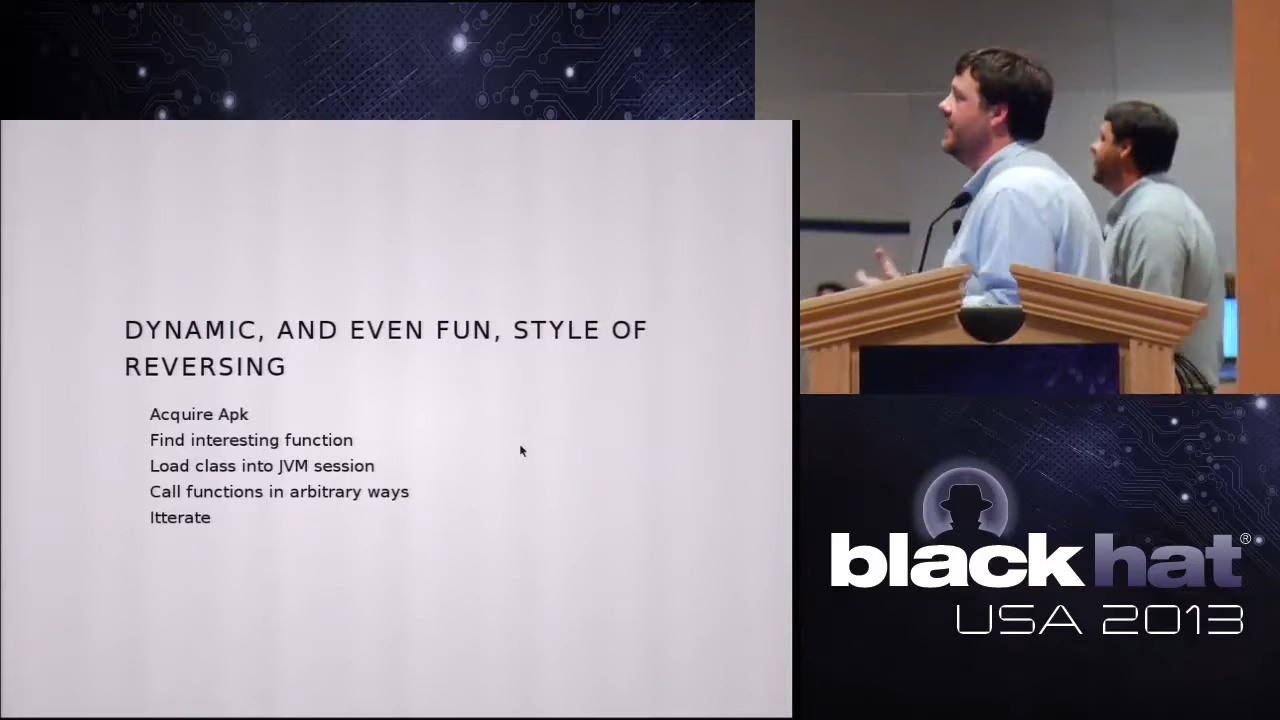 DYNAMIC, AND EVEN FUN, STYLE OF
REVERSING
Acquire Apk
Find interesting function
Load class into JVM session
Call functions in arbitrary ways
Itterate
black hat®
USA 2013